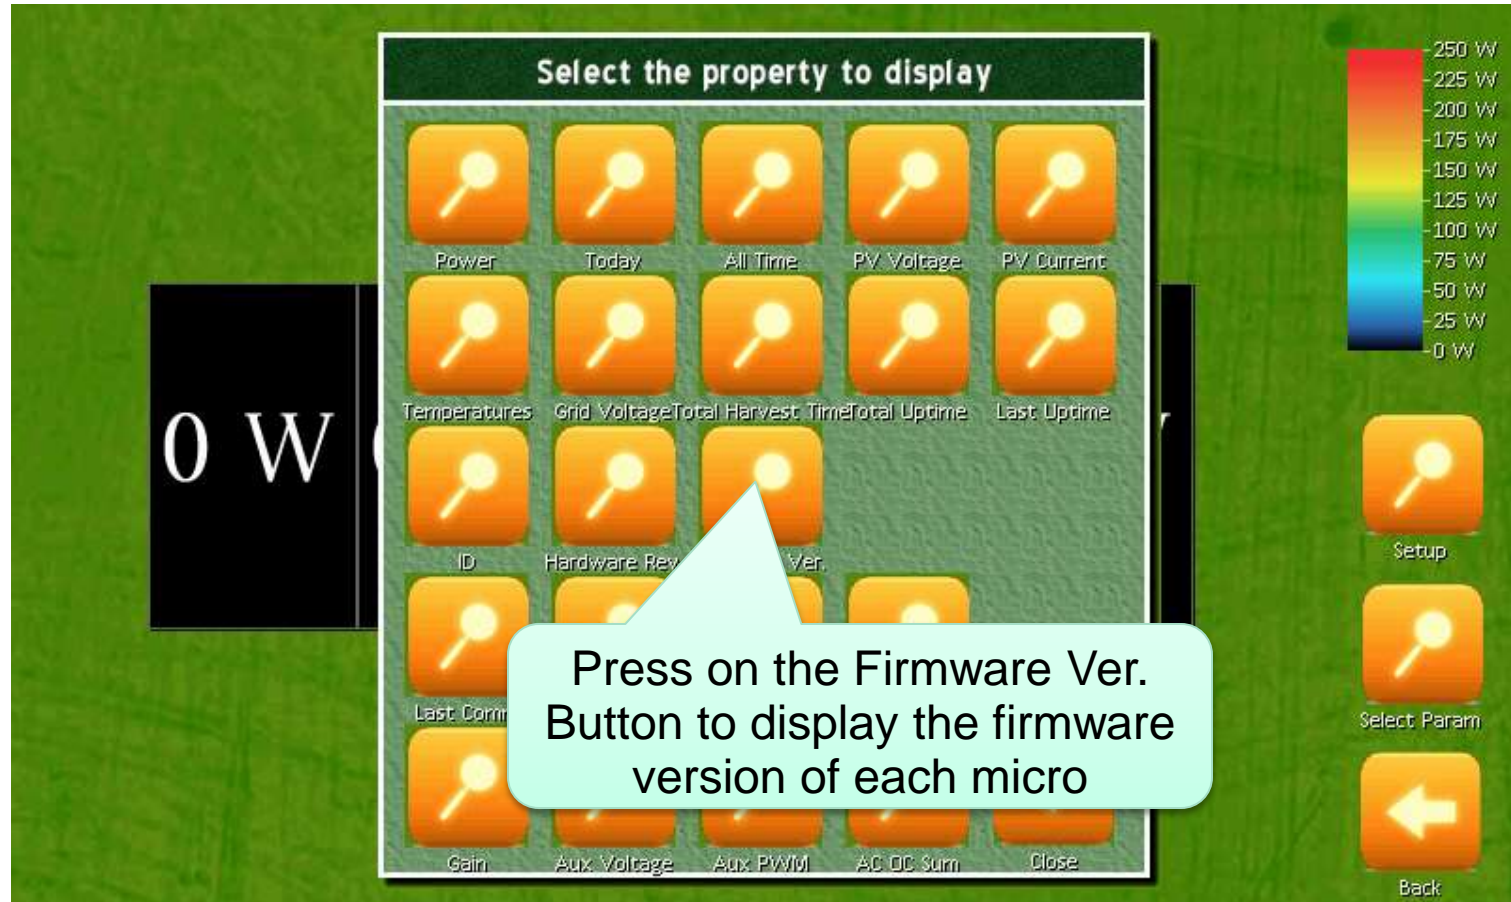 Select the property to display
Power
Today
All Time
PV Voltage
PV Current
Temperatures
Grid Voltage
Total Harvest Time
Total Uptime
Last Uptime
ID
Hardware Rev
Ver.
Last
Press on the Firmware Ver.
Button to display the firmware
version of each micro
Gain
Aux Voltage
Aux PWM
AC DC Sum
Close
0 W
250 W
225 W
200 W
175 W
150 W
125 W
100 W
75 W
50 W
25 W
0 W
Setup
Select Param
Back